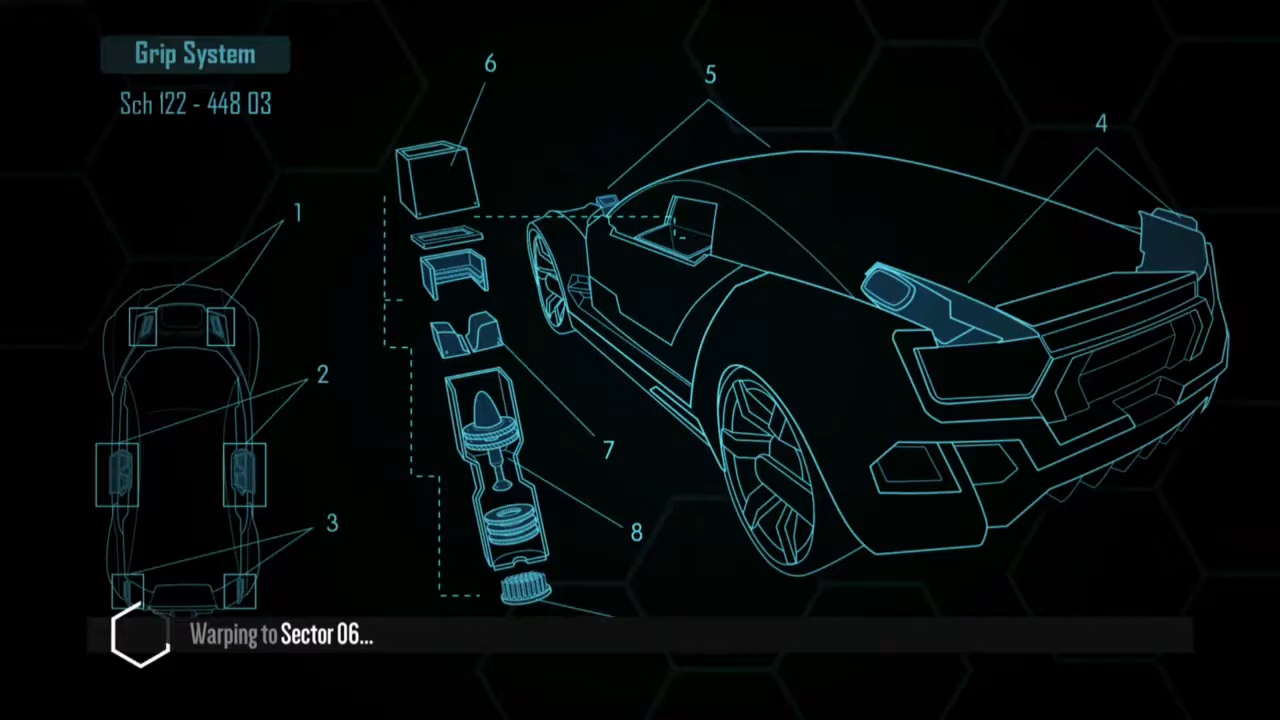 Grip System
Sch 122 - 448 03
6
5
4
1
2
7
3
8
Warping to Sector 06...